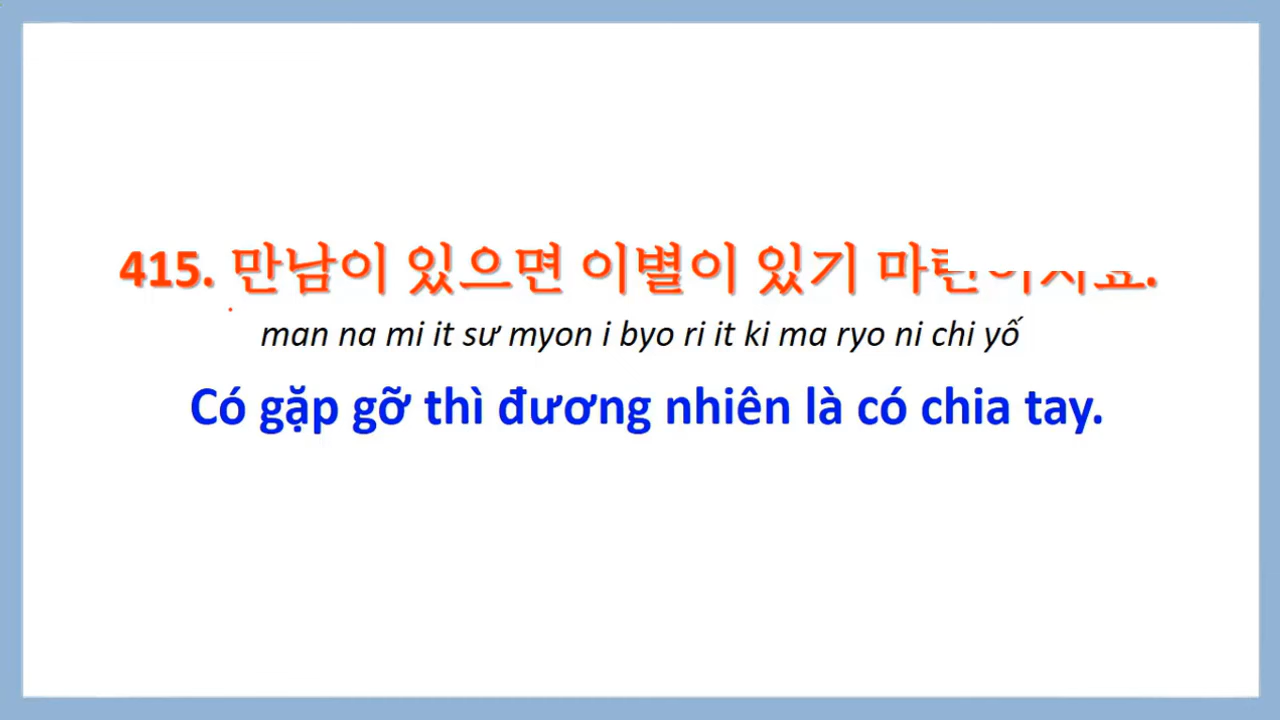 415. 만남이 있으면 이별이 있기
man na mi it sư myon i byo ri it ki ma ryo ni chi yố
Có gặp gỡ thì đương nhiên là có chia tay.